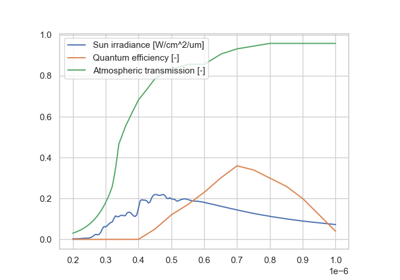 1.0
Sun irradiance [W/cm^2/um]
Quantum efficiency [-]
Atmospheric transmission [-]
0.8
0.6
0.4
0.2
0.0
0.2 0.3 0.4 0.5 0.6 0.7 0.8 0.9 1.0
1e−6